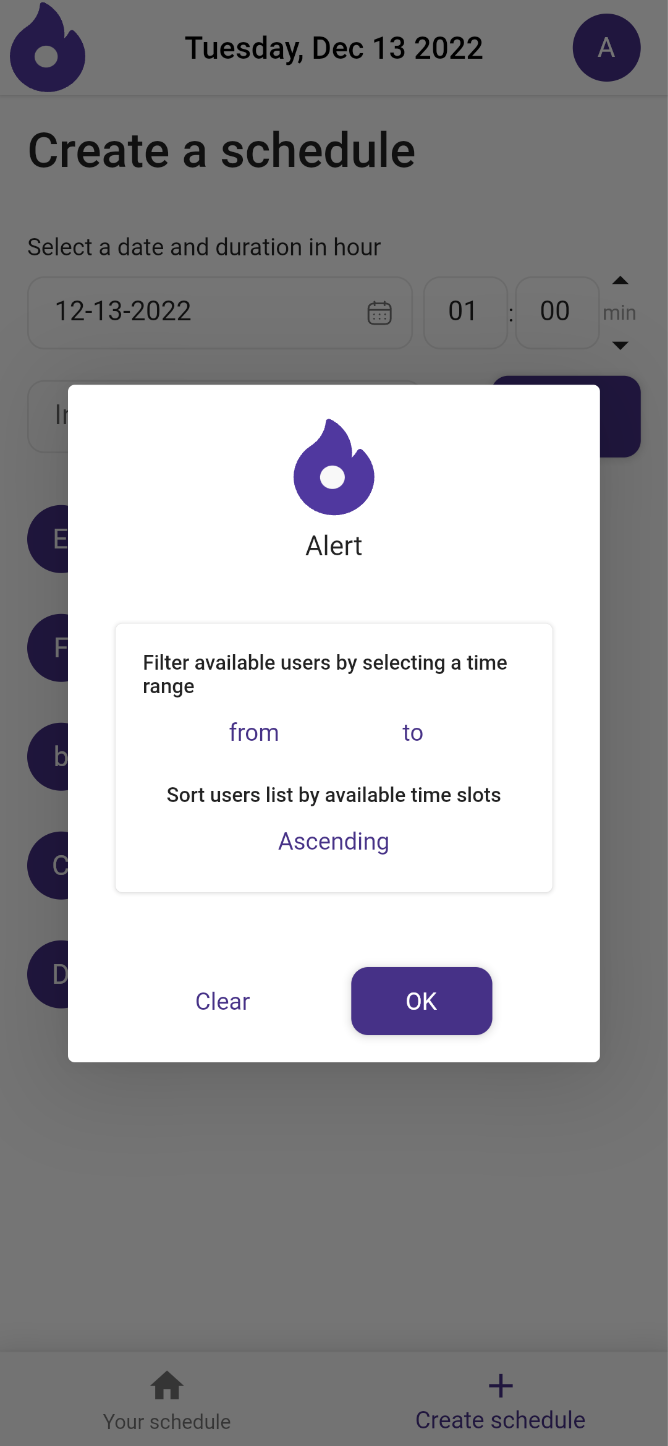 Tuesday, Dec 13 2022
A
Create a schedule
Select a date and duration in hour
12-13-2022
01 : 00 min
E
F
b
C
D
Alert
Filter available users by selecting a time
range
from to
Sort users list by available time slots
Ascending
Clear OK
Your schedule Create schedule